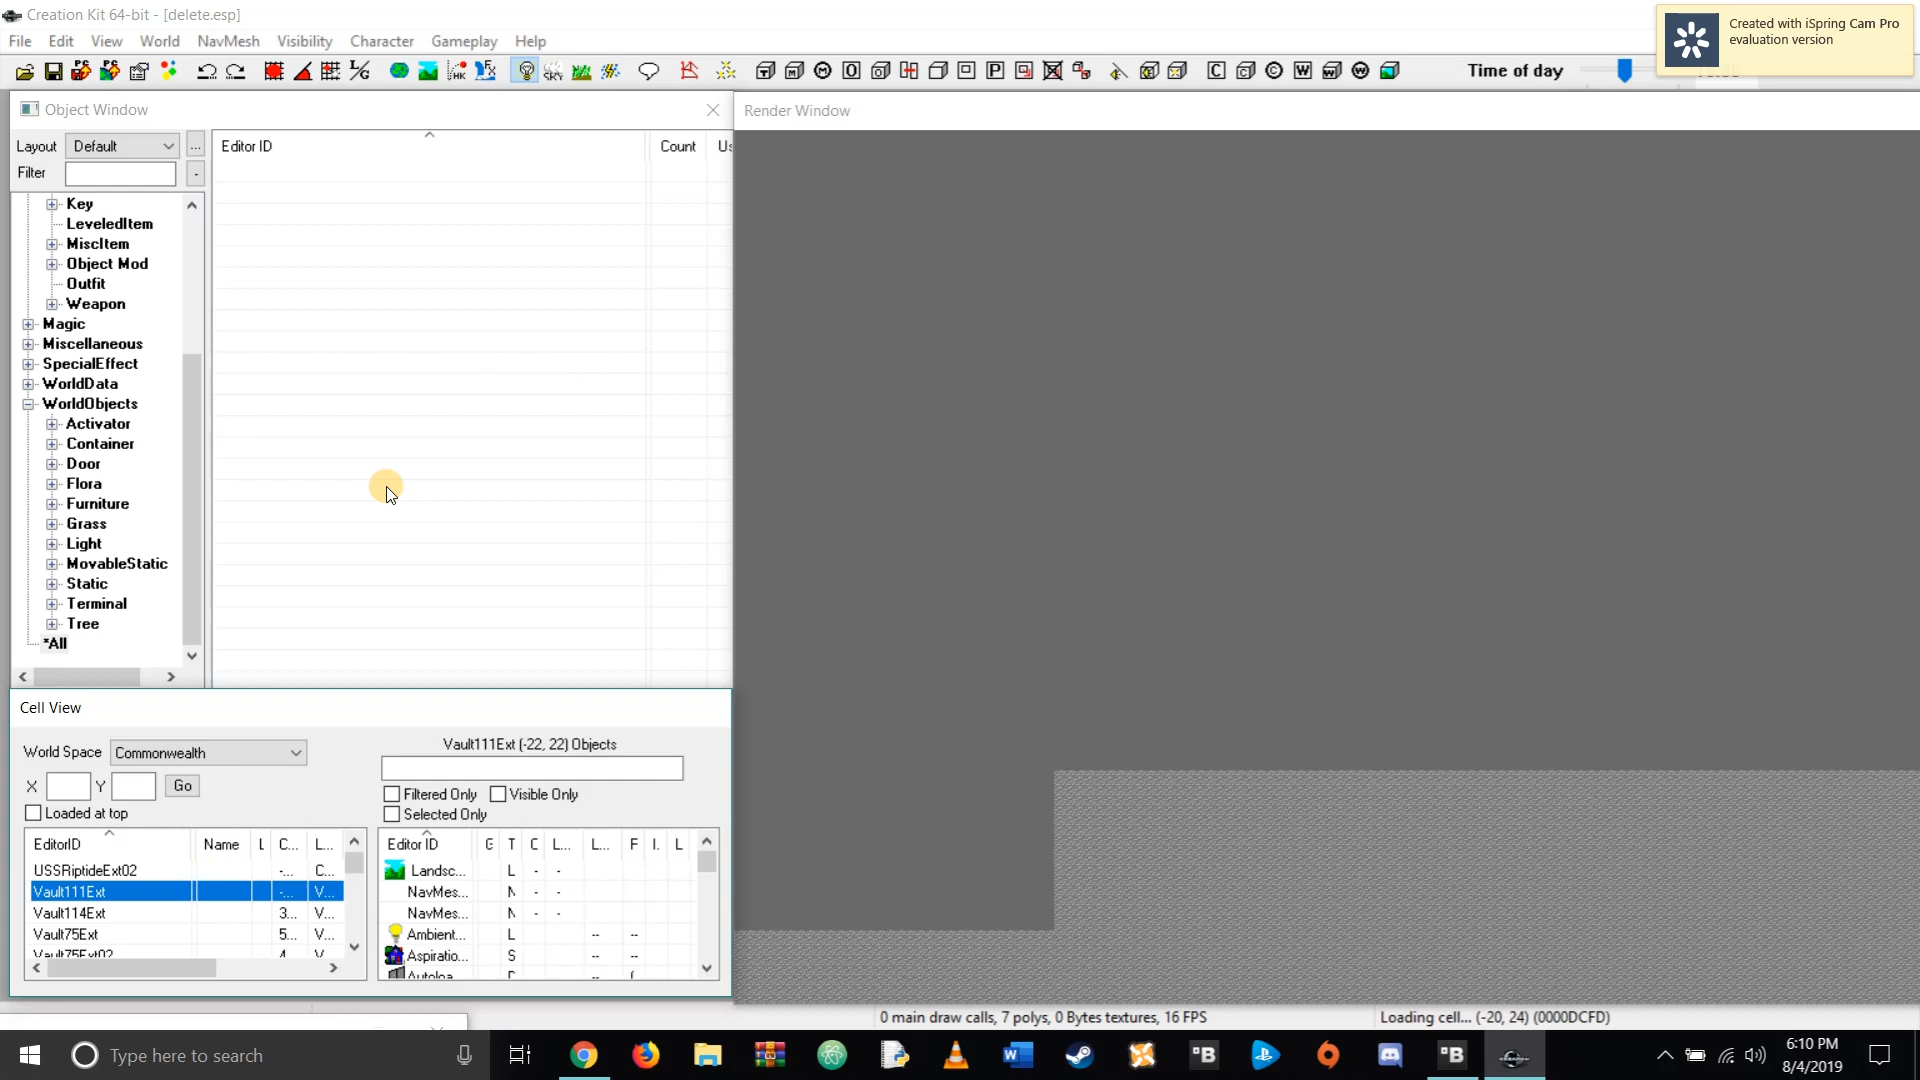 Creation Kit 64-bit - [delete.esp]
Created with iSpring Cam Pro
evaluation version
File Edit View World NavMesh Visibility Character Gameplay Help
Time of day
Object Window
Render Window
Layout Default ...
Filter -
Editor ID Count Us
Key
LeveledItem
MiscItem
Object Mod
Outfit
Weapon
Magic
Miscellaneous
SpecialEffect
WorldData
WorldObjects
Activator
Container
Door
Flora
Furniture
Grass
Light
MovableStatic
Static
Terminal
Tree
*All
Cell View
World Space Commonwealth
X Y Go
Loaded at top
Vault111Ext (-22, 22) Objects
Filtered Only Visible Only
Selected Only
EditorID Name L C... L...
USSRiptideExt02 -... C...
Vault111Ext -... V...
Vault114Ext 3... V...
Vault75Ext 5... V...
Vault75Ext02 4 V
Editor ID G T C L... L... F I. L
Landsc... L - -
NavMes... N - -
NavMes... N - -
Ambient... L -- --
Aspiratio... S -- --
Autoloa
0 main draw calls, 7 polys, 0 Bytes textures, 16 FPS
Loading cell... (-20, 24) (0000DCFD)
Type here to search
6:10 PM
8/4/2019